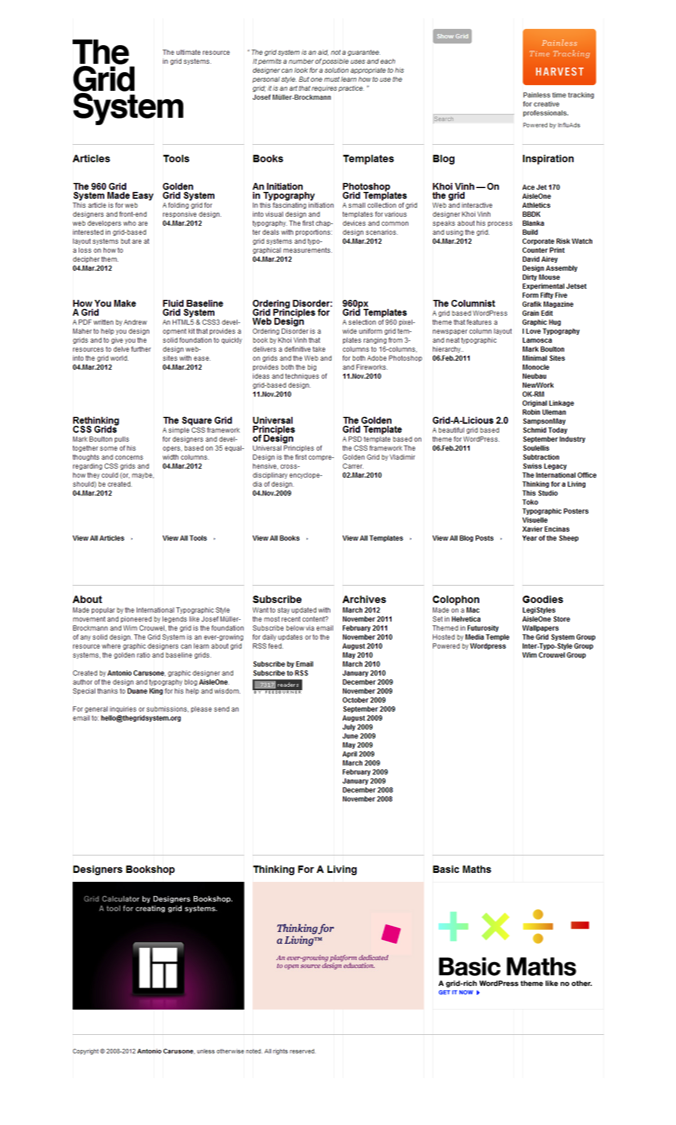 The
Grid
System
The ultimate resource
in grid systems.
" The grid system is an aid, not a guarantee.
It permits a number of possible uses and each
designer can look for a solution appropriate to his
personal style. But one must learn how to use the
grid; it is an art that requires practice. "
Josef Müller-Brockmann
Show Grid
Search
Painless
Time Tracking
HARVEST
Painless time tracking
for creative
professionals.
Powered by InfluAds
Articles
The 960 Grid
System Made Easy
This article is for web
designers and front-end
web developers who are
interested in grid-based
layout systems but are at
a loss on how to
decipher them.
04.Mar.2012
How You Make
A Grid
A PDF written by Andrew
Maher to help you design
grids and to give you the
resources to delve further
into the grid world.
04.Mar.2012
Rethinking
CSS Grids
Mark Boulton pulls
together some of his
thoughts and concerns
regarding CSS grids and
how they could (or, maybe,
should) be created.
04.Mar.2012
View All Articles -
Tools
Golden
Grid System
A folding grid for
responsive design.
04.Mar.2012
Fluid Baseline
Grid System
An HTML5 & CSS3 devel-
opment kit that provides a
solid foundation to quickly
design web-
sites with ease.
04.Mar.2012
The Square Grid
A simple CSS framework
for designers and devel-
opers, based on 35 equal-
width columns.
04.Mar.2012
View All Tools -
Books
An Initiation
in Typography
In this fascinating initiation
into visual design and
typography. The first chap-
ter deals with proportions:
grid systems and typo-
graphical measurements.
04.Mar.2012
Ordering Disorder:
Grid Principles for
Web Design
Ordering Disorder is a
book by Khoi Vinh that
delivers a definitive take
on grids and the Web and
provides both the big
ideas and techniques of
grid-based design.
11.Nov.2010
Universal
Principles
of Design
Universal Principles of
Design is the first compre-
hensive, cross-
disciplinary encyclope-
dia of design.
04.Nov.2009
View All Books -
Templates
Photoshop
Grid Templates
A small collection of grid
templates for various
devices and common
design scenarios.
04.Mar.2012
960px
Grid Templates
A selection of 960 pixel-
wide uniform grid tem-
plates ranging from 3-
columns to 16-columns,
for both Adobe Photoshop
and Fireworks.
11.Nov.2010
The Golden
Grid Template
A PSD template based on
the CSS framework The
Golden Grid by Vladimir
Carrer.
02.Mar.2010
View All Templates -
Blog
Khoi Vinh — On
the grid
Web and interactive
designer Khoi Vinh
speaks about his process
and using the grid.
04.Mar.2012
The Columnist
A grid based WordPress
theme that features a
newspaper column layout
and neat typographic
hierarchy.
06.Feb.2011
Grid-A-Licious 2.0
A beautiful grid based
theme for WordPress.
06.Feb.2011
View All Blog Posts -
Inspiration
Ace Jet 170
AisleOne
Athletics
BBDK
Blanka
Build
Corporate Risk Watch
Counter Print
David Airey
Design Assembly
Dirty Mouse
Experimental Jetset
Form Fifty Five
Grafik Magazine
Grain Edit
Graphic Hug
I Love Typography
Lamosca
Mark Boulton
Minimal Sites
Monocle
Neubau
NewWork
OK-RM
Original Linkage
Robin Uleman
SampsonMay
Schmid Today
September Industry
Soulellis
Subtraction
Swiss Legacy
The International Office
Thinking for a Living
This Studio
Toko
Typographic Posters
Visuelle
Xavier Encinas
Year of the Sheep
About
Made popular by the International Typographic Style
movement and pioneered by legends like Josef Müller-
Brockmann and Wim Crouwel, the grid is the foundation
of any solid design. The Grid System is an ever-growing
resource where graphic designers can learn about grid
systems, the golden ratio and baseline grids.
Created by Antonio Carusone, graphic designer and
author of the design and typography blog AisleOne.
Special thanks to Duane King for his help and wisdom.
For general inquiries or submissions, please send an
email to: hello@thegridsystem.org
Subscribe
Want to stay updated with
the most recent content?
Subscribe below via email
for daily updates or to the
RSS feed.
Subscribe by Email
Subscribe to RSS
readers
BY FEEDBURNER
Archives
March 2012
November 2011
February 2011
November 2010
August 2010
May 2010
March 2010
January 2010
December 2009
November 2009
October 2009
September 2009
August 2009
July 2009
June 2009
May 2009
April 2009
March 2009
February 2009
January 2009
December 2008
November 2008
Colophon
Made on a Mac
Set in Helvetica
Themed in Futurosity
Hosted by Media Temple
Powered by Wordpress
Goodies
LegiStyles
AisleOne Store
Wallpapers
The Grid System Group
Inter-Typo-Style Group
Wim Crouwel Group
Designers Bookshop
Grid Calculator by Designers Bookshop.
A tool for creating grid systems.
Thinking For A Living
Thinking for
a Living™
An ever-growing platform dedicated
to open source design education.
Basic Maths
Basic Maths
A grid-rich WordPress theme like no other.
GET IT NOW
Copyright © 2008-2012 Antonio Carusone, unless otherwise noted. All rights reserved.